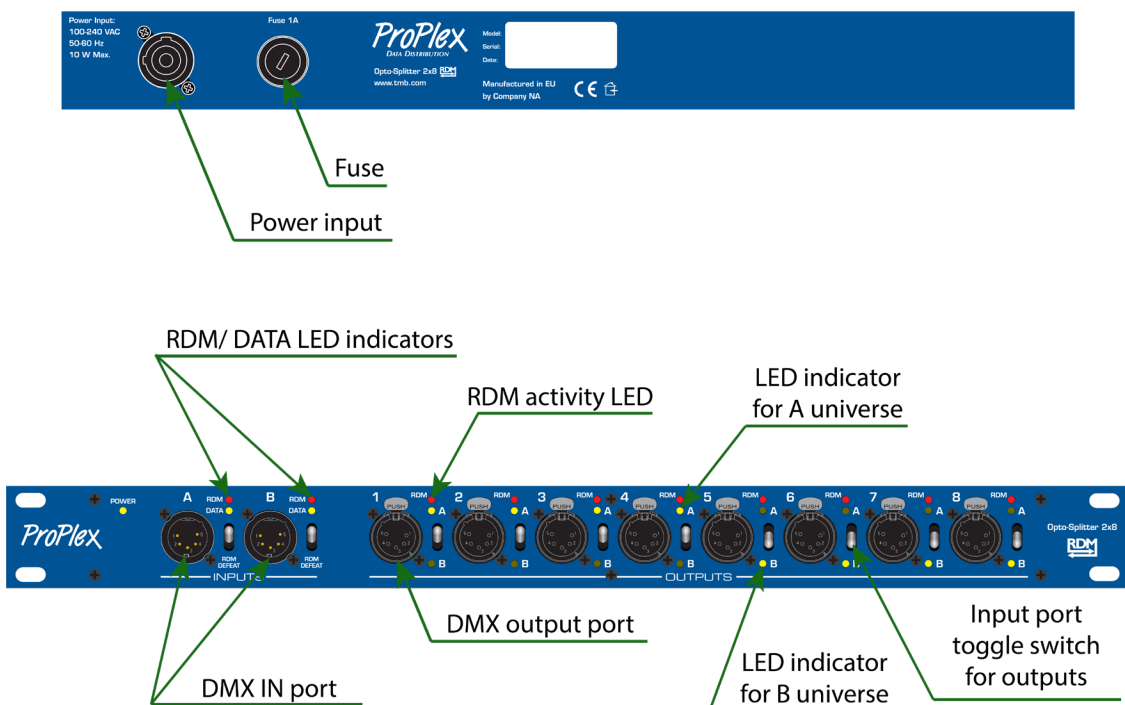 Power Input:
100-240 VAC
50-60 Hz
10 W Max.
Fuse 1A
ProPlex
DATA DISTRIBUTION
Opto-Splitter 2x8 RDM
www.tmb.com
Model:
Serial:
Date:
Manufactured in EU
by Company NA
CE
Fuse
Power input
RDM/ DATA LED indicators
RDM activity LED
LED indicator
for A universe
POWER
ProPlex
A
RDM
DATA
RDM
DEFEAT
B
RDM
DATA
RDM
DEFEAT
INPUTS
1
RDM
PUSH
A
B
2
RDM
PUSH
A
B
3
RDM
PUSH
A
B
4
RDM
PUSH
A
B
5
RDM
PUSH
A
B
6
RDM
PUSH
A
7
RDM
PUSH
A
B
8
RDM
PUSH
A
B
OUTPUTS
Opto-Splitter 2x8
RDM
DMX output port
DMX IN port
LED indicator
for B universe
Input port
toggle switch
for outputs